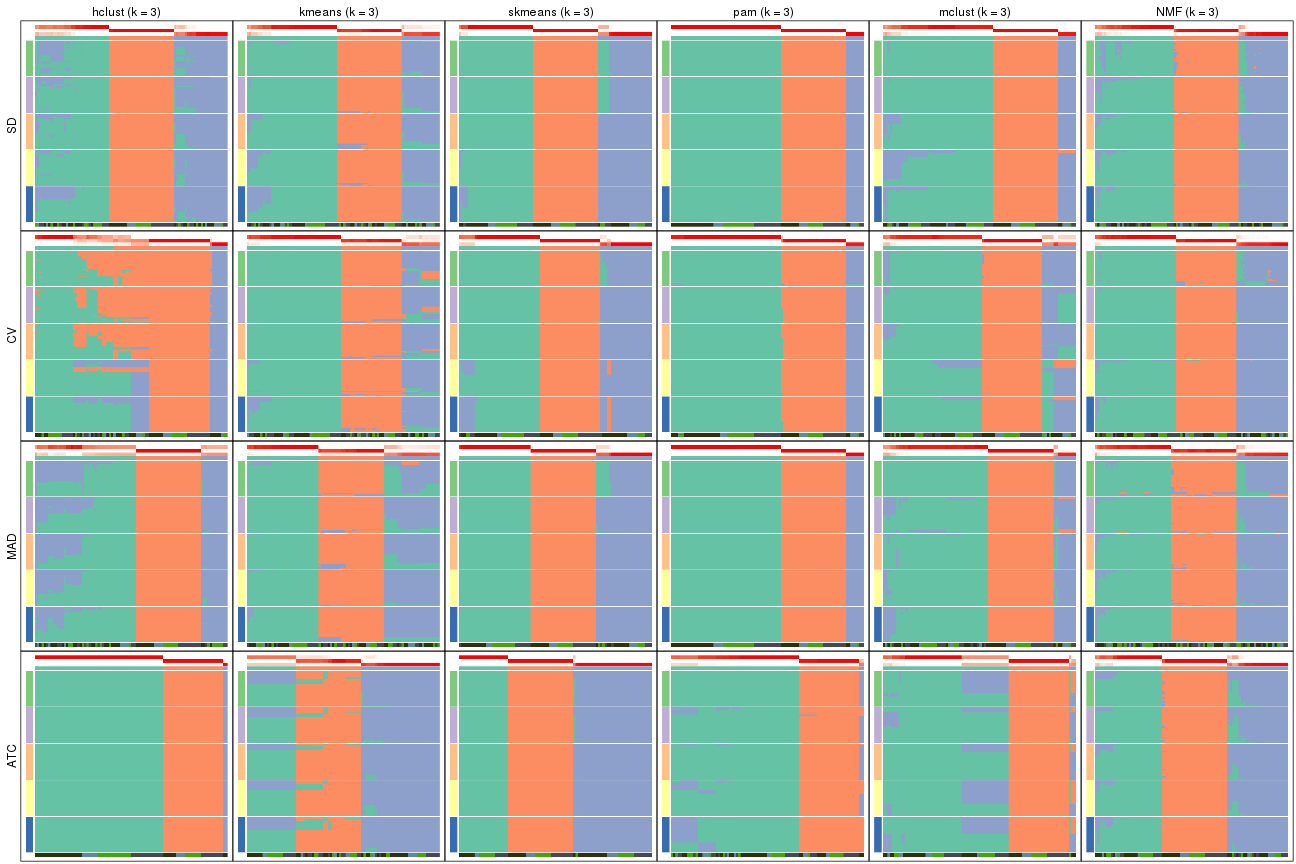 hclust (k = 3) kmeans (k = 3) skmeans (k = 3) pam (k = 3) mclust (k = 3) NMF (k = 3)
SD
CV
MAD
ATC